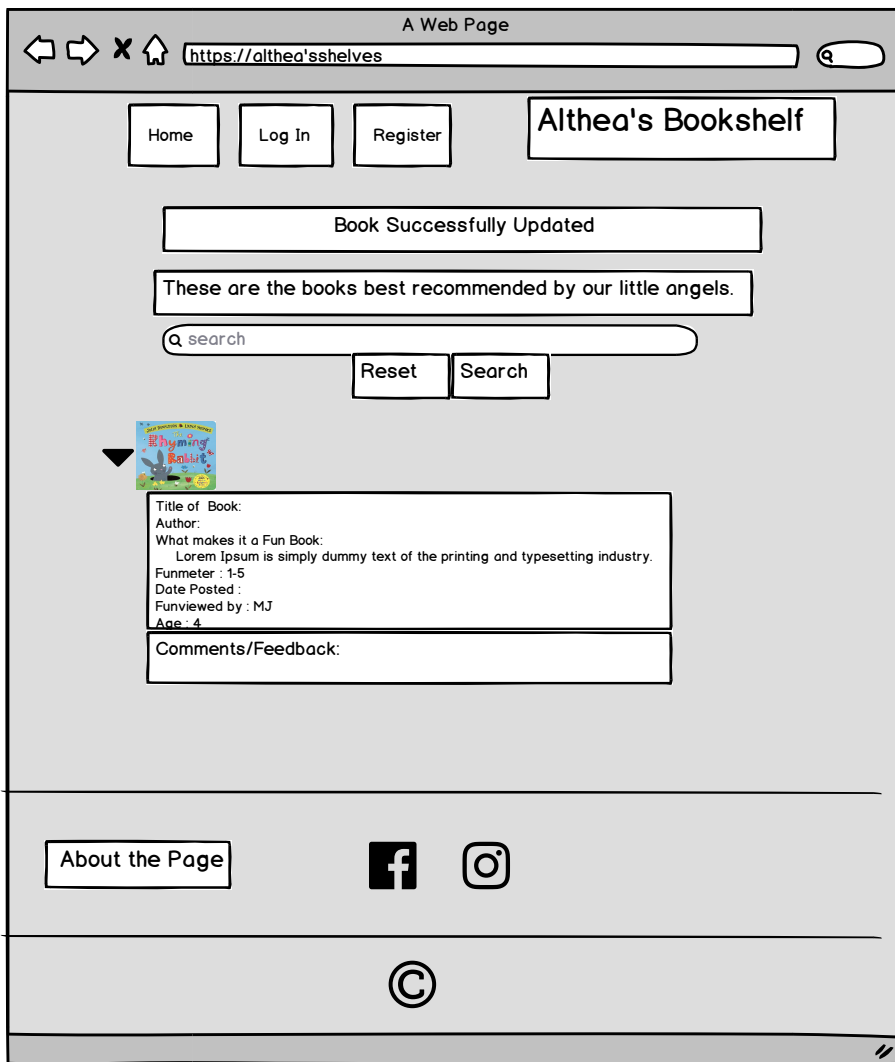 A Web Page
https://althea'sshelves
Home
Log In
Register
Althea's Bookshelf
Book Successfully Updated
These are the books best recommended by our little angels.
search
Reset
Search
Rhyming
Rabbit
Title of Book:
Author:
What makes it a Fun Book:
Lorem Ipsum is simply dummy text of the printing and typesetting industry.
Funmeter : 1-5
Date Posted :
Funviewed by : MJ
Age : 4
Comments/Feedback:
About the Page
©